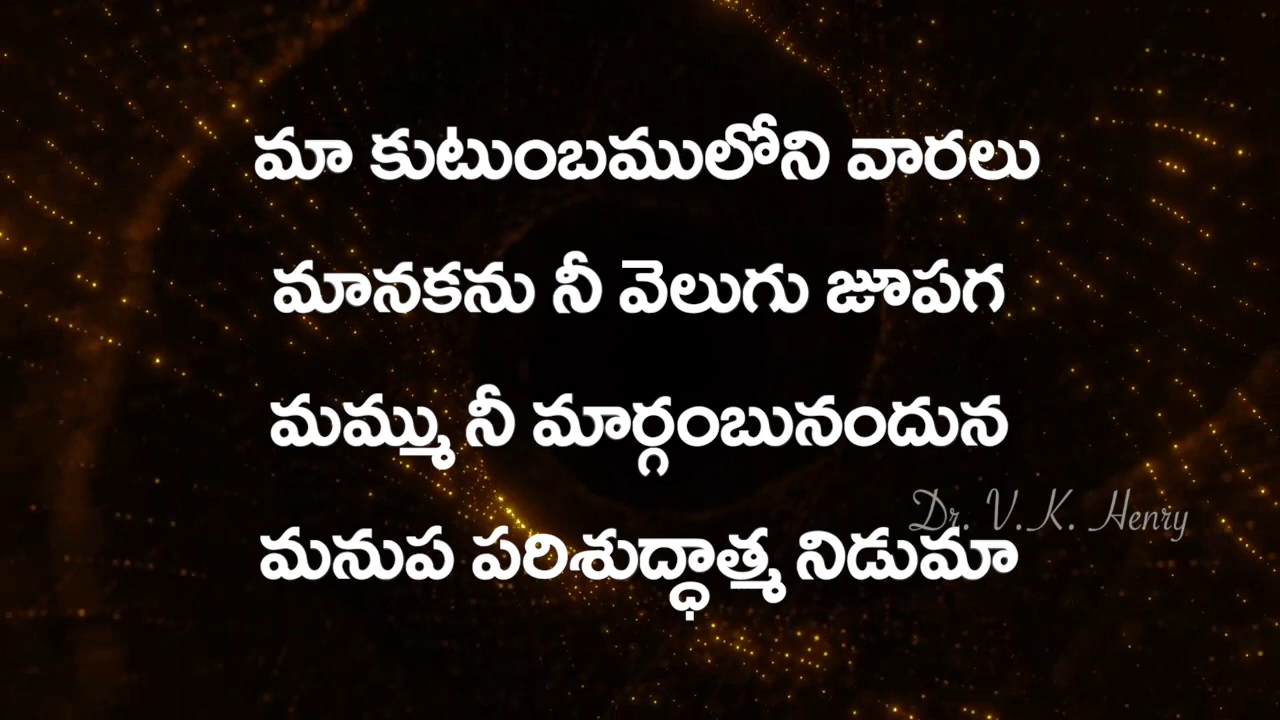 మా కుటుంబములోని వారలు
మానకను నీ వెలుగు జూపగ
మమ్ము నీ మార్గంబునందున
Dr. V. K. Henry
మనుప పరిశుద్ధాత్మ నిడుమా